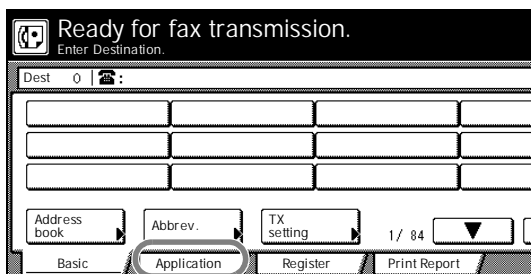 Ready for fax transmission.
Enter Destination.
Dest 0 ☎:
Address
book
Abbrev.
TX
setting
1/ 84
Basic Application Register Print Report